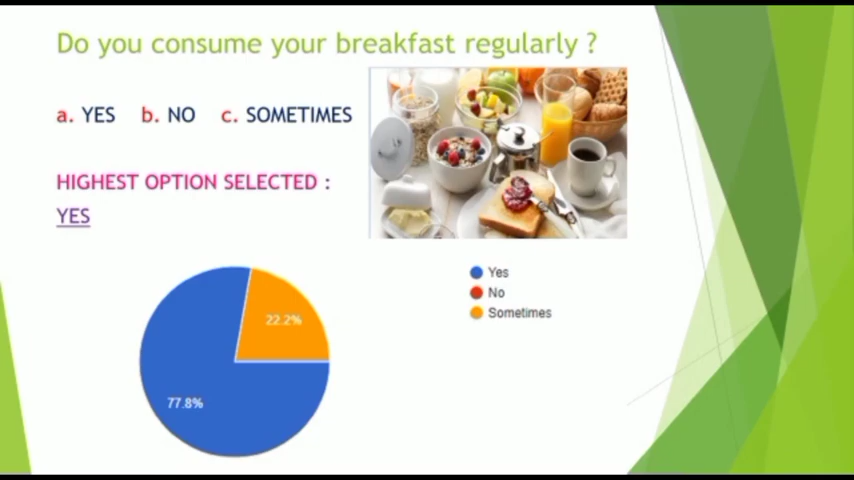 Do you consume your breakfast regularly ?
a. YES b. NO c. SOMETIMES
HIGHEST OPTION SELECTED :
YES
Yes
No
Sometimes
22.2%
77.8%